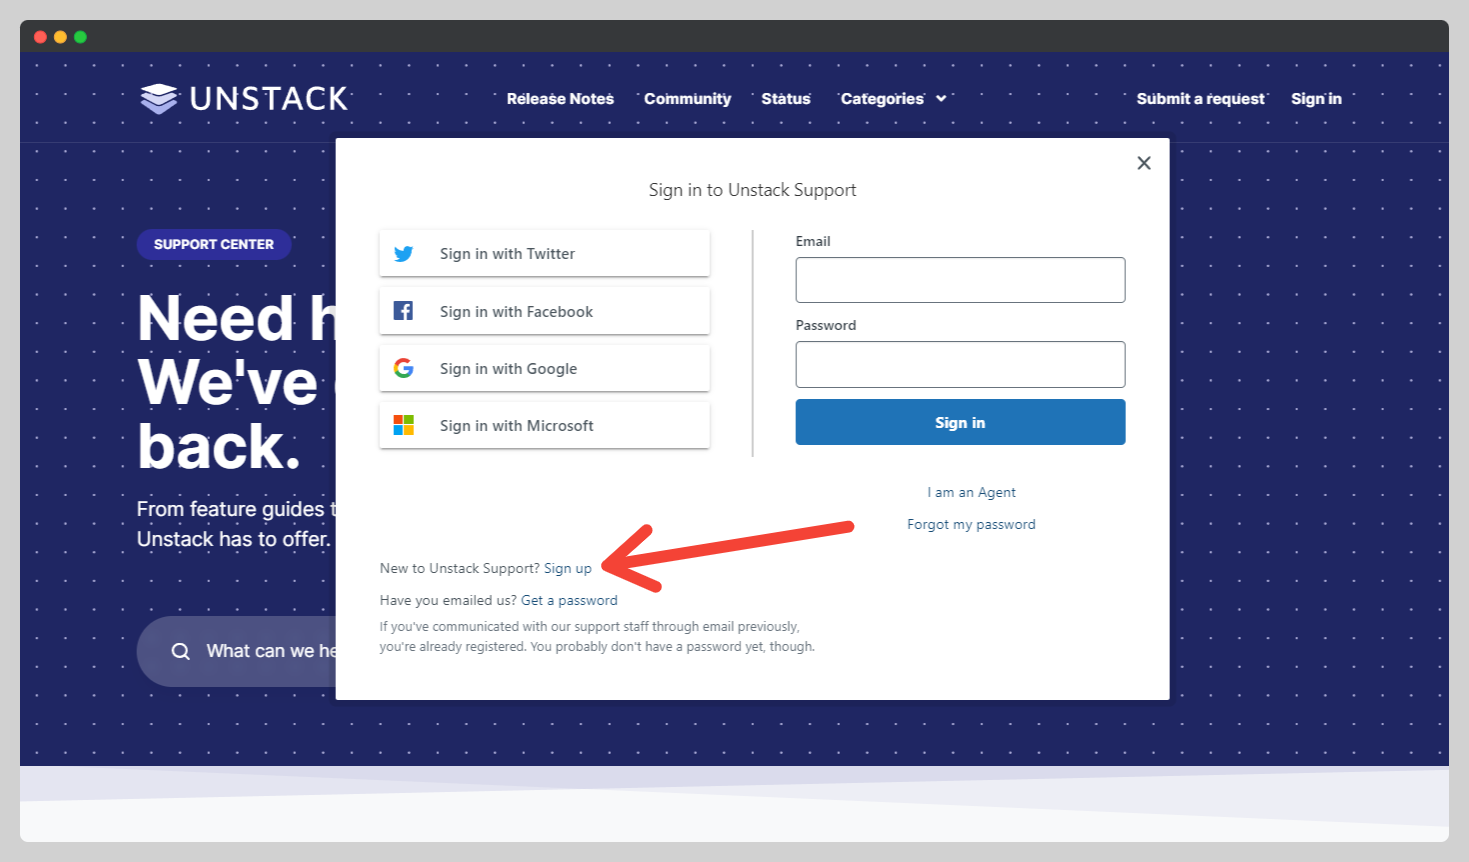 UNSTACK
Release Notes
Community
Status
Categories
Submit a request
Sign in
SUPPORT CENTER
Need
We've
back.
From feature guides
Unstack has to offer.
What can we
Sign in to Unstack Support
Sign in with Twitter
Sign in with Facebook
Sign in with Google
Sign in with Microsoft
Email
Password
Sign in
I am an Agent
Forgot my password
New to Unstack Support? Sign up
Have you emailed us? Get a password
If you've communicated with our support staff through email previously,
you're already registered. You probably don't have a password yet, though.